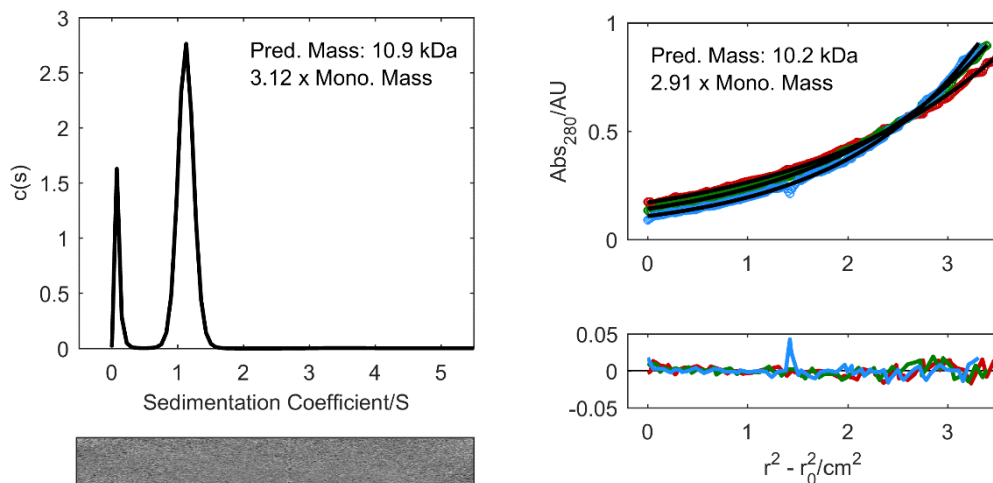 3
2.5
2
1.5
1
0.5
0
c(s)
Pred. Mass: 10.9 kDa
3.12 x Mono. Mass
0 1 2 3 4 5
Sedimentation Coefficient/S
1
0.5
0
Abs280/AU
Pred. Mass: 10.2 kDa
2.91 x Mono. Mass
0 1 2 3
0.05
0
-0.05
0 1 2 3
r² - r₀²/cm²